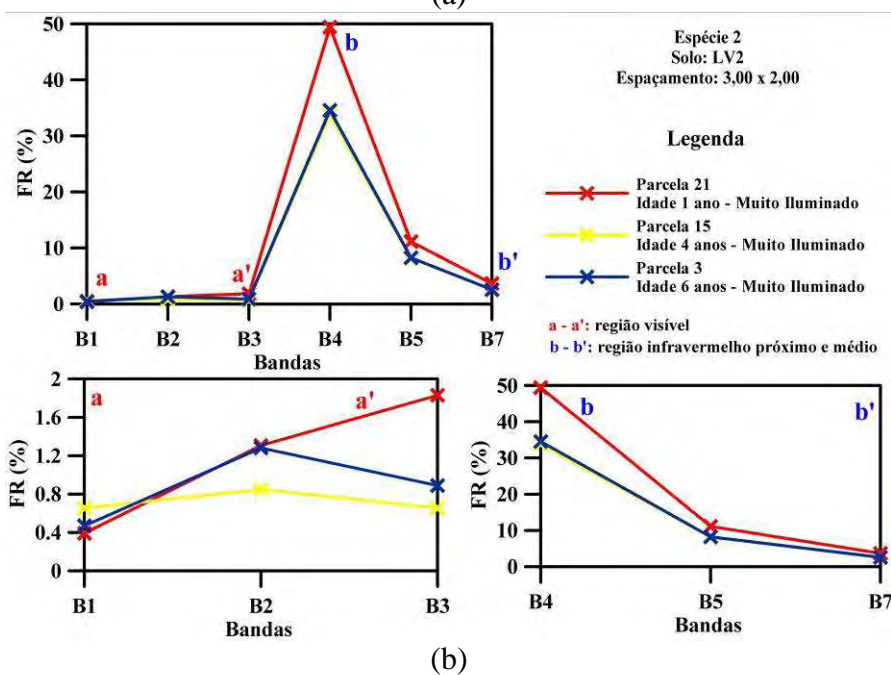 (a)
50
40
30
20
10
0
FR (%)
a
a'
b
b'
B1 B2 B3 B4 B5 B7
Bandas
Espécie 2
Solo: LV2
Espaçamento: 3,00 x 2,00
Legenda
Parcela 21
Idade 1 ano - Muito Iluminado
Parcela 15
Idade 4 anos - Muito Iluminado
Parcela 3
Idade 6 anos - Muito Iluminado
a - a': região visível
b - b': região infravermelho próximo e médio
2
1.6
1.2
0.8
0.4
0
FR (%)
a
a'
B1 B2 B3
Bandas
50
40
30
20
10
0
FR (%)
b
b'
B4 B5 B7
Bandas
(b)